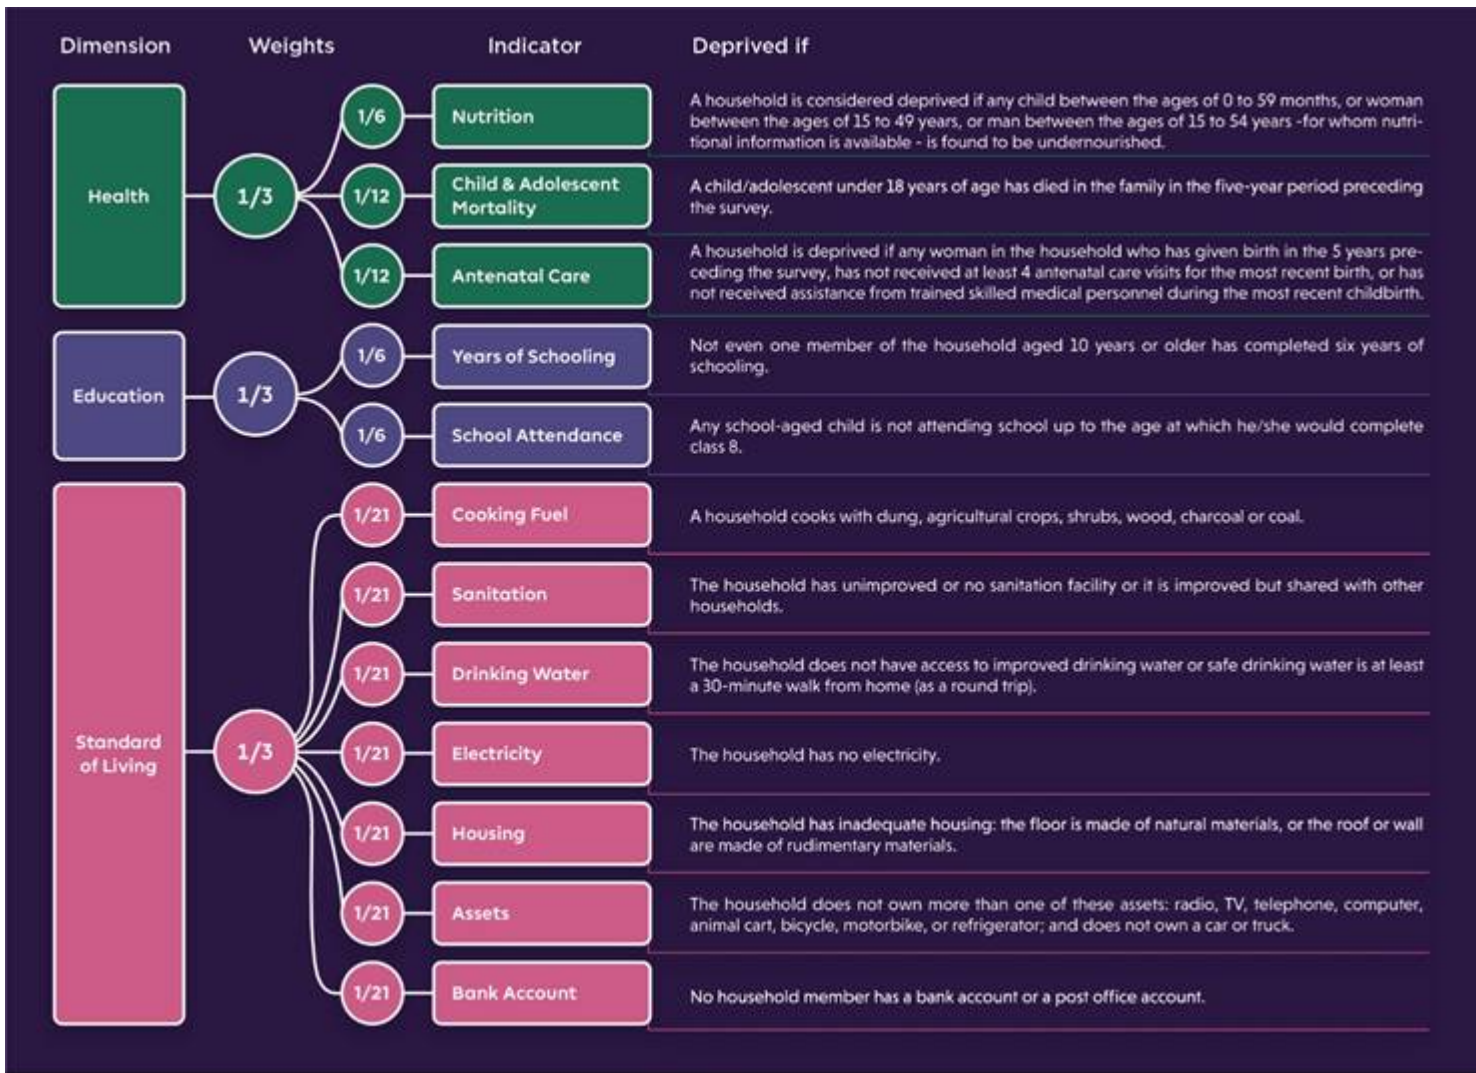 Dimension Weights Indicator Deprived if
Health
1/3
1/6
Nutrition
A household is considered deprived if any child between the ages of 0 to 59 months, or woman
between the ages of 15 to 49 years, or man between the ages of 15 to 54 years -for whom nutri-
tional information is available - is found to be undernourished.
1/12
Child & Adolescent
Mortality
A child/adolescent under 18 years of age has died in the family in the five-year period preceding
the survey.
1/12
Antenatal Care
A household is deprived if any woman in the household who has given birth in the 5 years pre-
ceding the survey, has not received at least 4 antenatal care visits for the most recent birth, or has
not received assistance from trained skilled medical personnel during the most recent childbirth.
Education
1/3
1/6
Years of Schooling
Not even one member of the household aged 10 years or older has completed six years of
schooling.
1/6
School Attendance
Any school-aged child is not attending school up to the age at which he/she would complete
class 8.
Standard
of Living
1/3
1/21
Cooking Fuel
A household cooks with dung, agricultural crops, shrubs, wood, charcoal or coal.
1/21
Sanitation
The household has unimproved or no sanitation facility or it is improved but shared with other
households.
1/21
Drinking Water
The household does not have access to improved drinking water or safe drinking water is at least
a 30-minute walk from home (as a round trip).
1/21
Electricity
The household has no electricity.
1/21
Housing
The household has inadequate housing: the floor is made of natural materials, or the roof or wall
are made of rudimentary materials.
1/21
Assets
The household does not own more than one of these assets: radio, TV, telephone, computer,
animal cart, bicycle, motorbike, or refrigerator; and does not own a car or truck.
1/21
Bank Account
No household member has a bank account or a post office account.